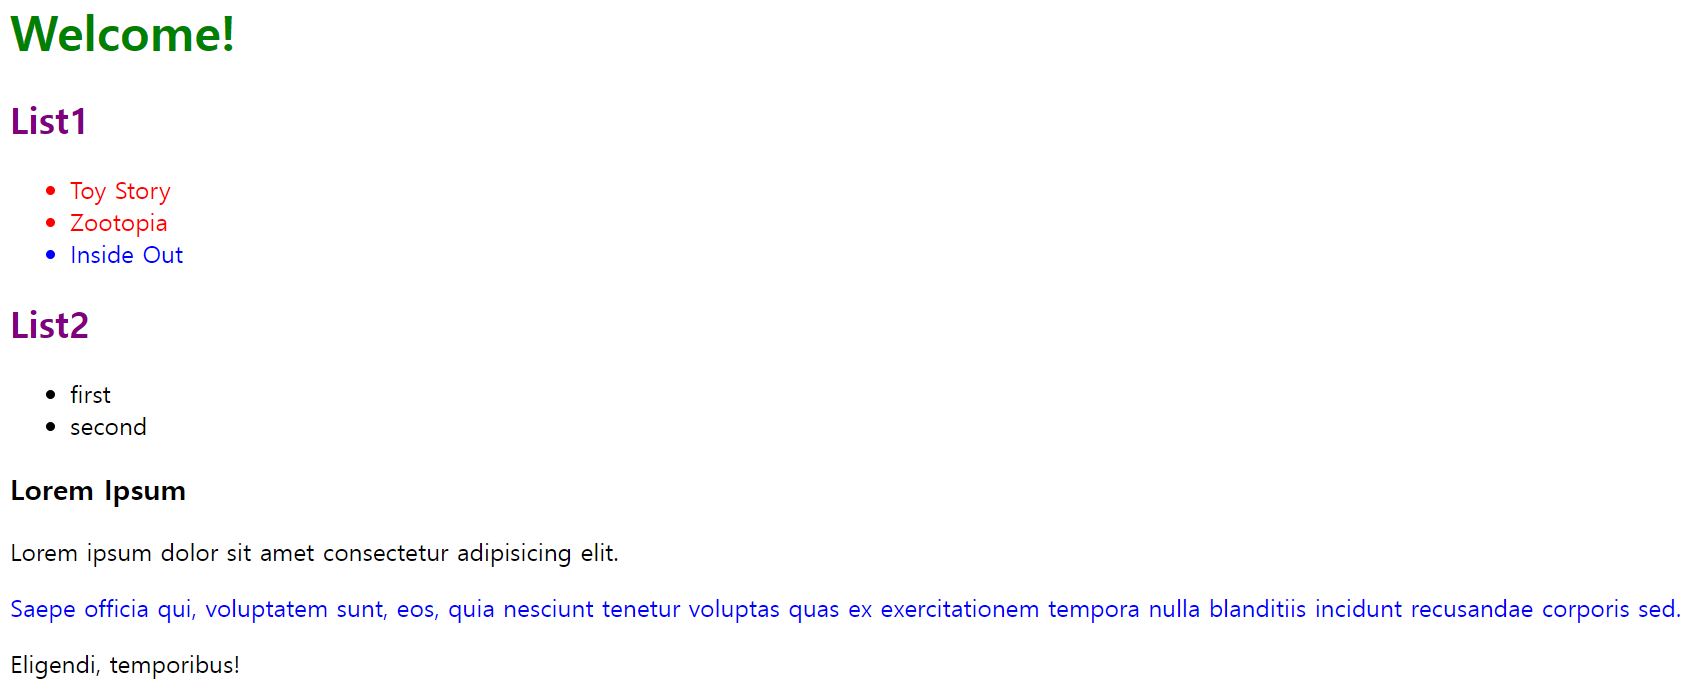 Welcome!
List1
Toy Story
Zootopia
Inside Out
List2
first
second
Lorem Ipsum
Lorem ipsum dolor sit amet consectetur adipisicing elit.
Saepe officia qui, voluptatem sunt, eos, quia nesciunt tenetur voluptas quas ex exercitationem tempora nulla blanditiis incidunt recusandae corporis sed.
Eligendi, temporibus!